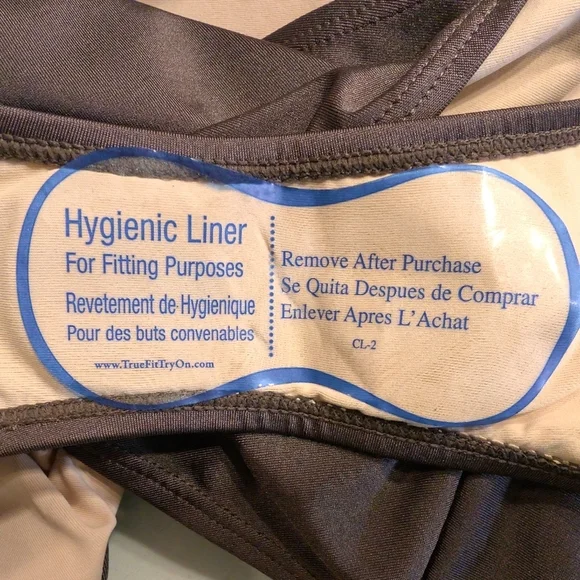 Hygienic Liner
For Fitting Purposes
Revetement de Hygienique
Pour des buts convenables
www.TrueFitTryOn.com
Remove After Purchase
Se Quita Despues de Comprar
Enlever Apres L'Achat
CL-2